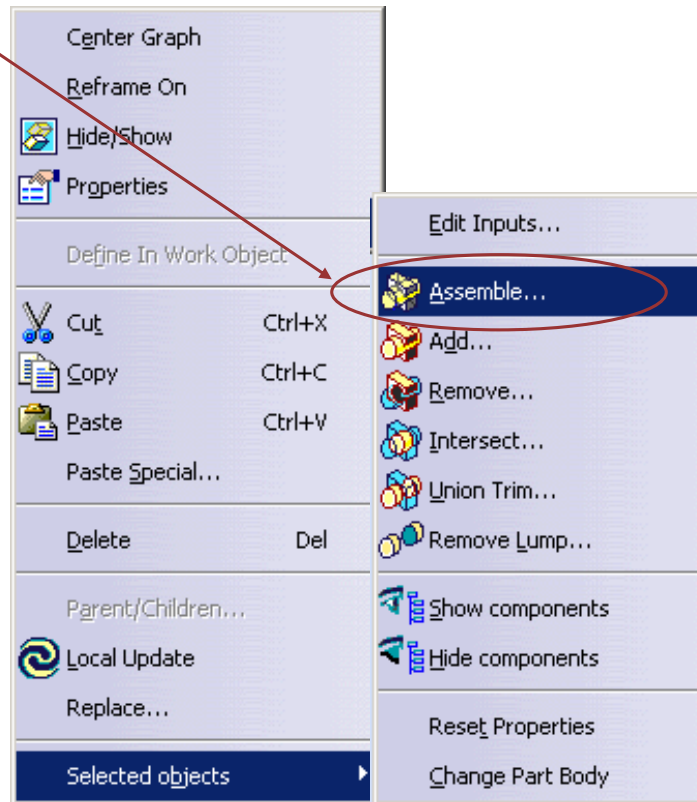 Center Graph
Reframe On
Hide/Show
Properties
Define In Work Object
Cut Ctrl+X
Copy Ctrl+C
Paste Ctrl+V
Paste Special...
Delete Del
Parent/Children...
Local Update
Replace...
Selected objects
Edit Inputs...
Assemble...
Add...
Remove...
Intersect...
Union Trim...
Remove Lump...
Show components
Hide components
Reset Properties
Change Part Body